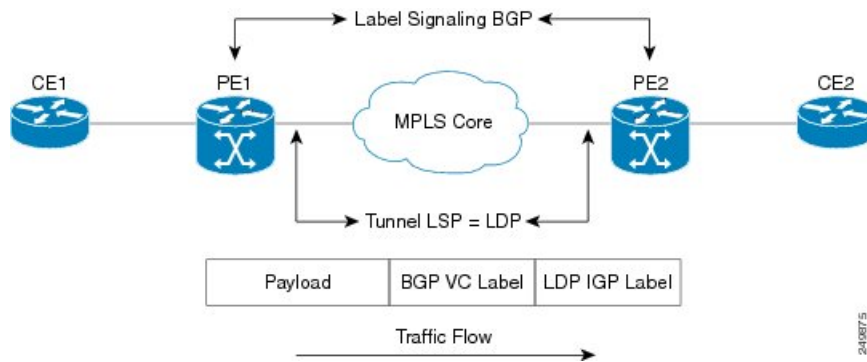 Label Signaling BGP
CE1
PE1
PE2
CE2
MPLS Core
Tunnel LSP = LDP
Payload
BGP VC Label
LDP IGP Label
Traffic Flow
249875